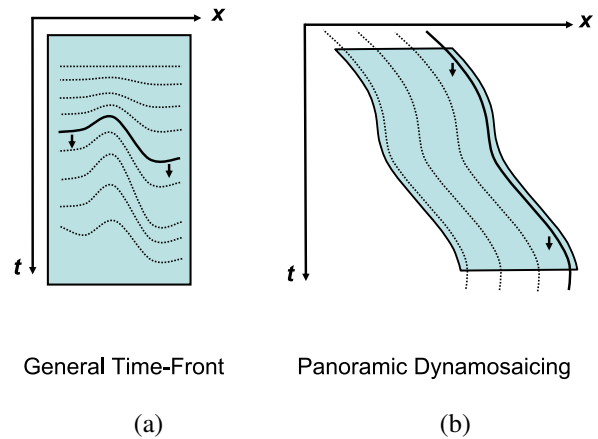 x
t
General Time-Front
(a)
x
t
Panoramic Dynamosaicing
(b)